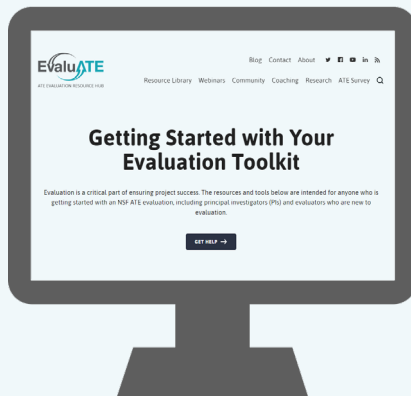 EvaluATE
ATE EVALUATION RESOURCE HUB
Blog Contact About
Resource Library Webinars Community Coaching Research ATE Survey
Getting Started with Your
Evaluation Toolkit
Evaluation is a critical part of ensuring project success. The resources and tools below are intended for anyone who is
getting started with an NSF ATE evaluation, including principal investigators (PIs) and evaluators who are new to
evaluation.
GET HELP →